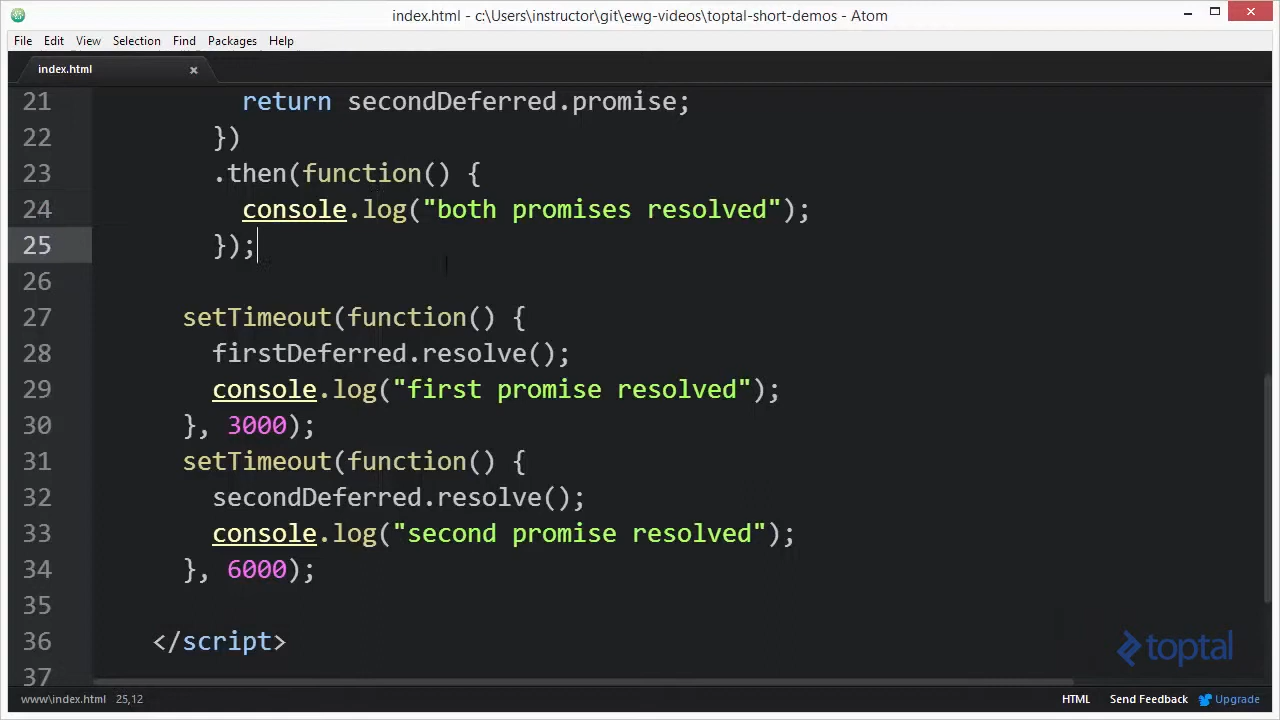 index.html - c:\Users\instructor\git\ewg-videos\toptal-short-demos - Atom
File Edit View Selection Find Packages Help
index.html
21 return secondDeferred.promise;
22 })
23 .then(function() {
24 console.log("both promises resolved");
25 });
26
27 setTimeout(function() {
28 firstDeferred.resolve();
29 console.log("first promise resolved");
30 }, 3000);
31 setTimeout(function() {
32 secondDeferred.resolve();
33 console.log("second promise resolved");
34 }, 6000);
35
36 </script>
37
toptal
www\index.html 25,12 HTML Send Feedback Upgrade